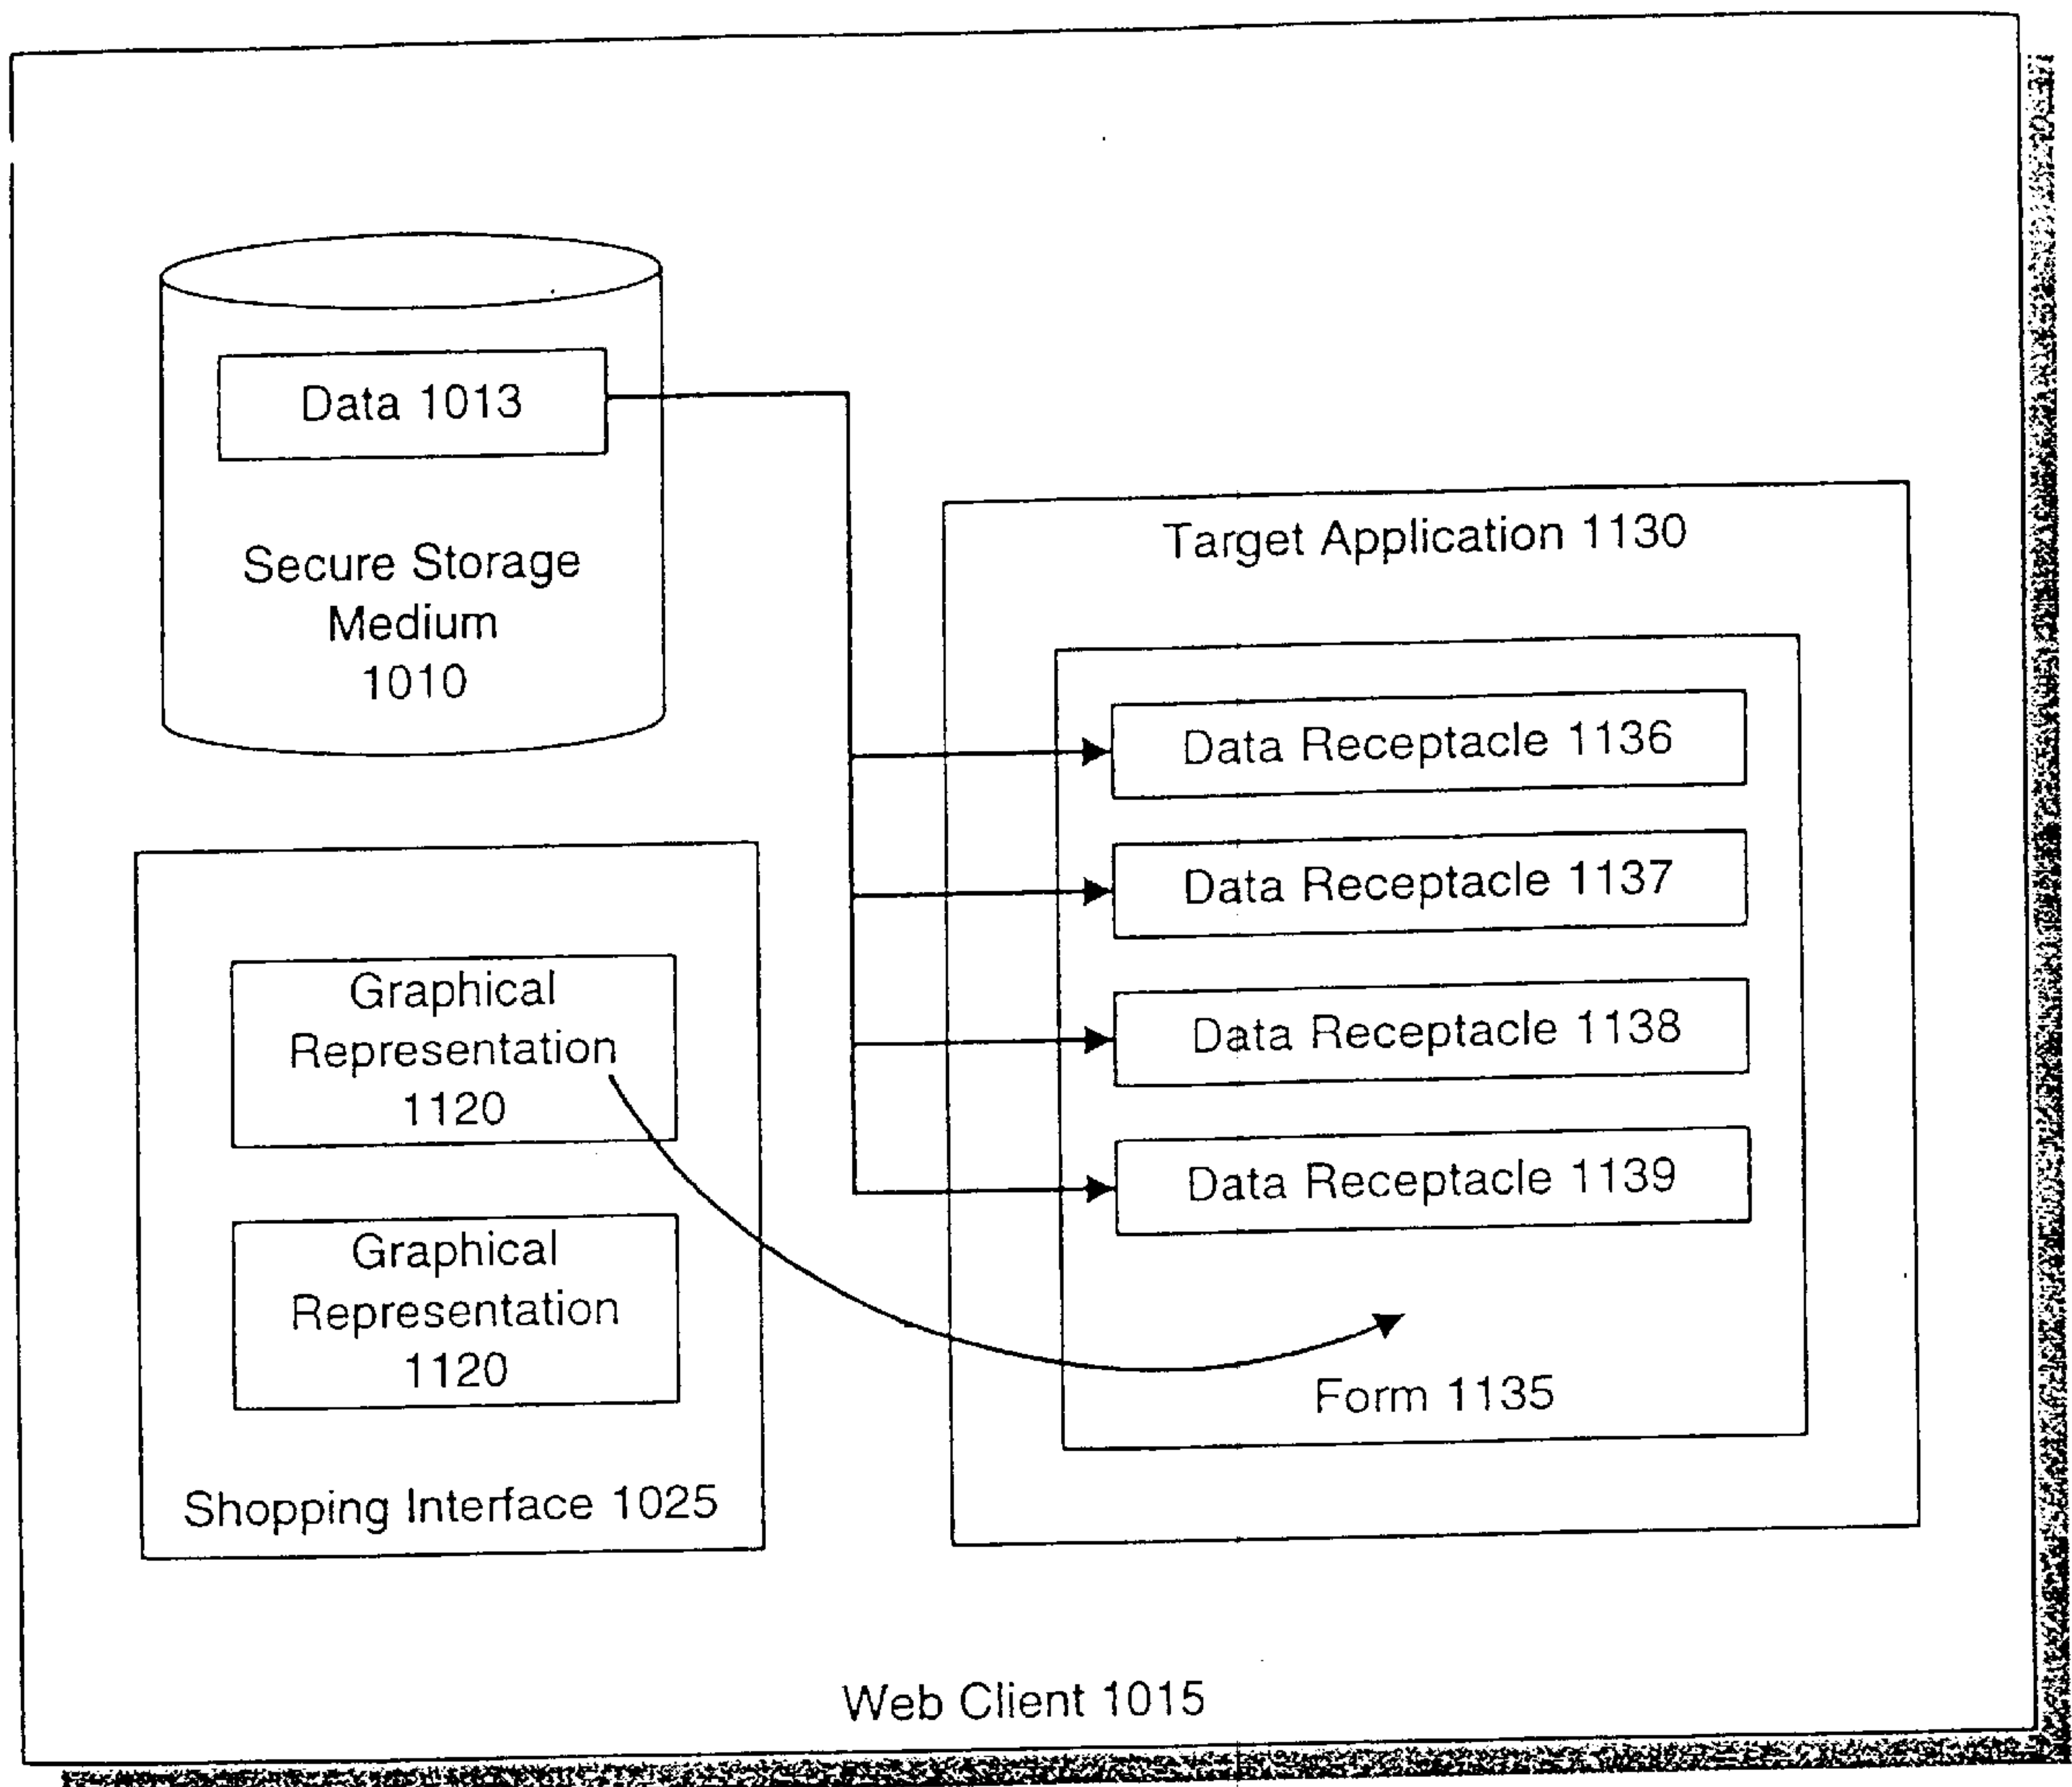 Data 1013
Secure Storage
Medium
1010
Target Application 1130
Data Receptacle 1136
Data Receptacle 1137
Data Receptacle 1138
Data Receptacle 1139
Form 1135
Graphical
Representation
1120
Graphical
Representation
1120
Shopping Interface 1025
Web Client 1015